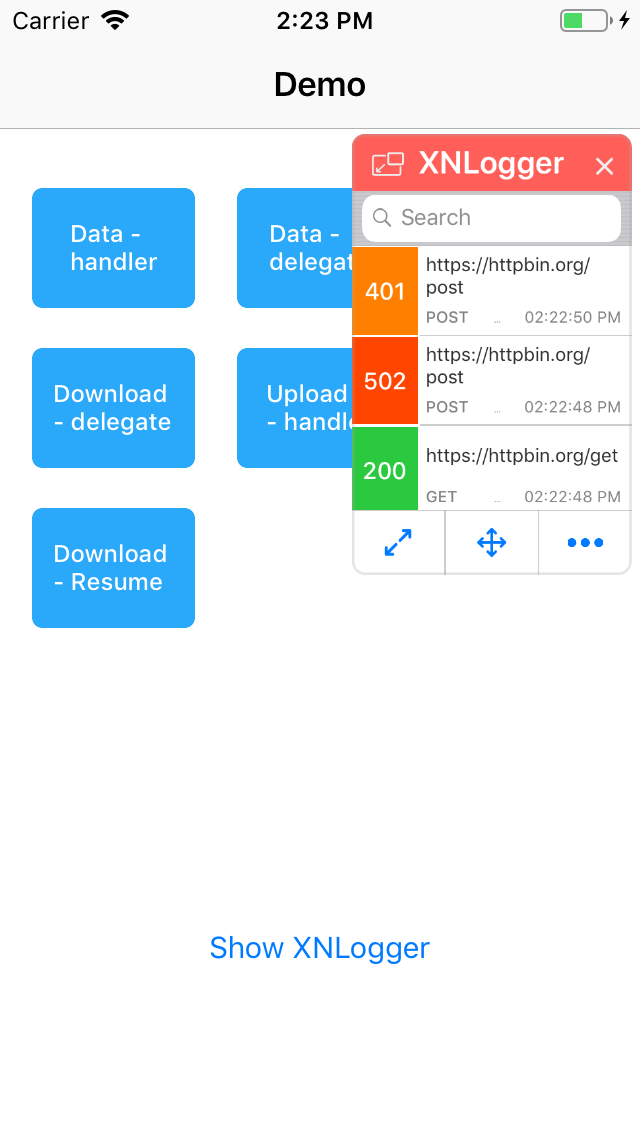 Carrier
2:23 PM
Demo
Data -
handler
Data -
Download
- delegate
Upload
Download
- Resume
XNLogger
Search
401
https://httpbin.org/
post
POST ... 02:22:50 PM
502
https://httpbin.org/
post
POST ... 02:22:48 PM
200
https://httpbin.org/get
GET ... 02:22:48 PM
Show XNLogger